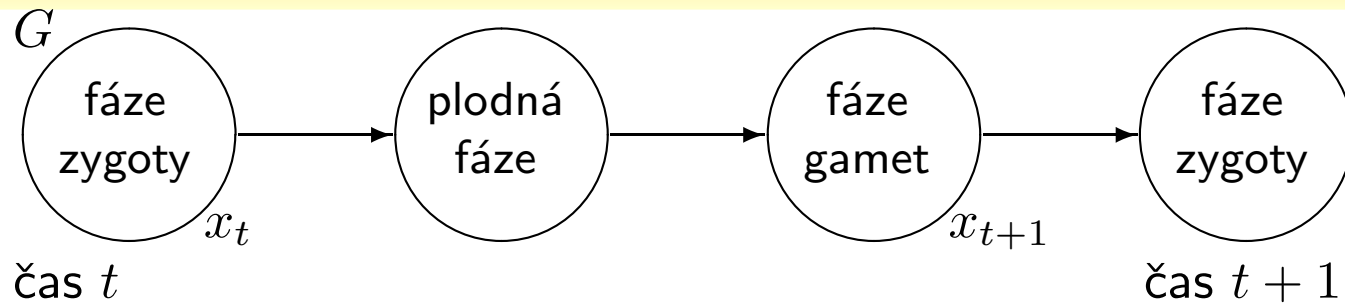 G
fáze
zygoty
plodná
fáze
fáze
gamet
fáze
zygoty
x_t
x_{t+1}
čas t
čas t + 1